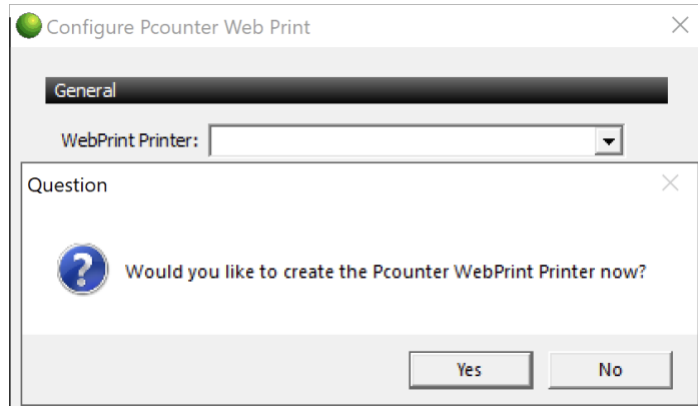 Configure Pcounter Web Print
General
WebPrint Printer:
Question
?
Would you like to create the Pcounter WebPrint Printer now?
Yes No